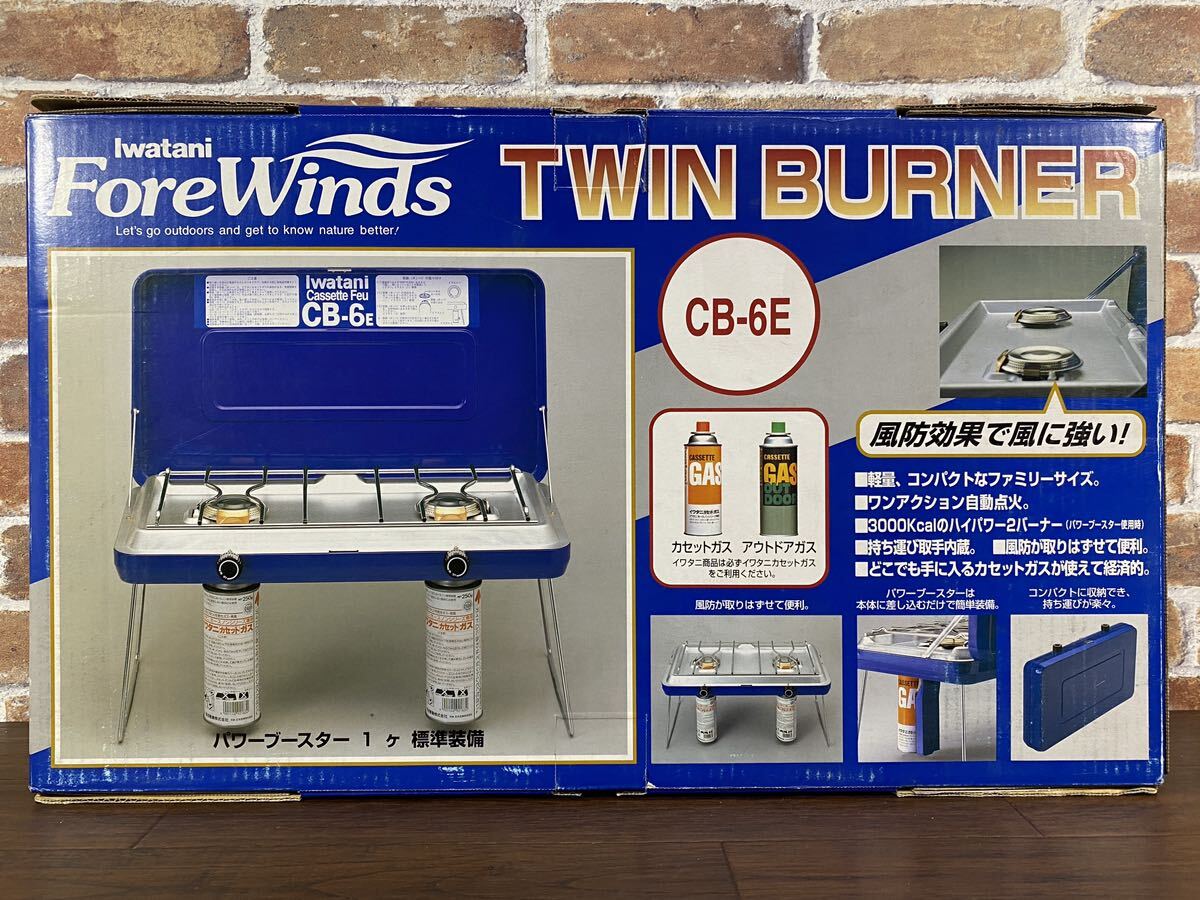 Iwatani
ForeWinds
Let's go outdoors and get to know nature better!
TWIN BURNER
Iwatani
Cassette Feu
CB-6E
パワーブースター 1ヶ 標準装備
CB-6E
CASSETTE
GAS
CASSETTE
GAS
OUT
DOOR
カセットガス アウトドアガス
イワタニ商品は必ずイワタニカセットガス
をご利用ください。
風防が取りはずせて便利。
風防効果で風に強い!
■軽量、コンパクトなファミリーサイズ。
■ワンアクション自動点火。
■3000Kcalのハイパワー2バーナー(パワーブースター使用時)
■持ち運び取手内蔵。 ■風防が取りはずせて便利。
■どこでも手に入るカセットガスが使えて経済的。
パワーブースターは
本体に差し込むだけで簡単装備。
コンパクトに収納でき、
持ち運びが楽々。